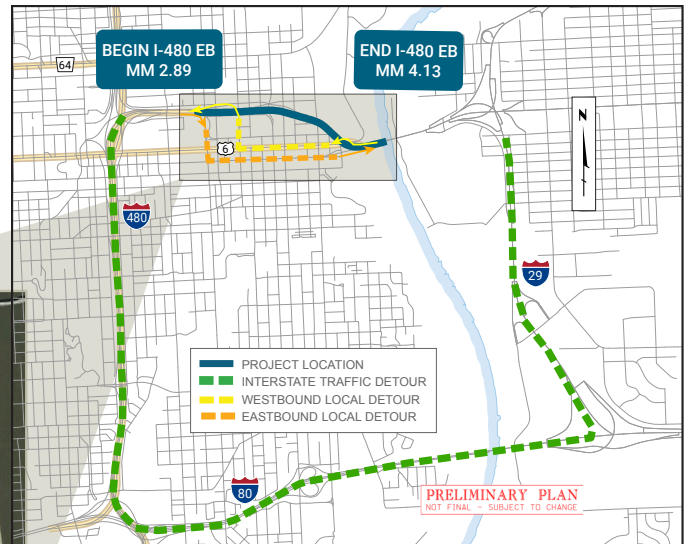 BEGIN I-480 EB
MM 2.89
END I-480 EB
MM 4.13
64
N
6
480
29
PROJECT LOCATION
INTERSTATE TRAFFIC DETOUR
WESTBOUND LOCAL DETOUR
EASTBOUND LOCAL DETOUR
80
PRELIMINARY PLAN
NOT FINAL - SUBJECT TO CHANGE